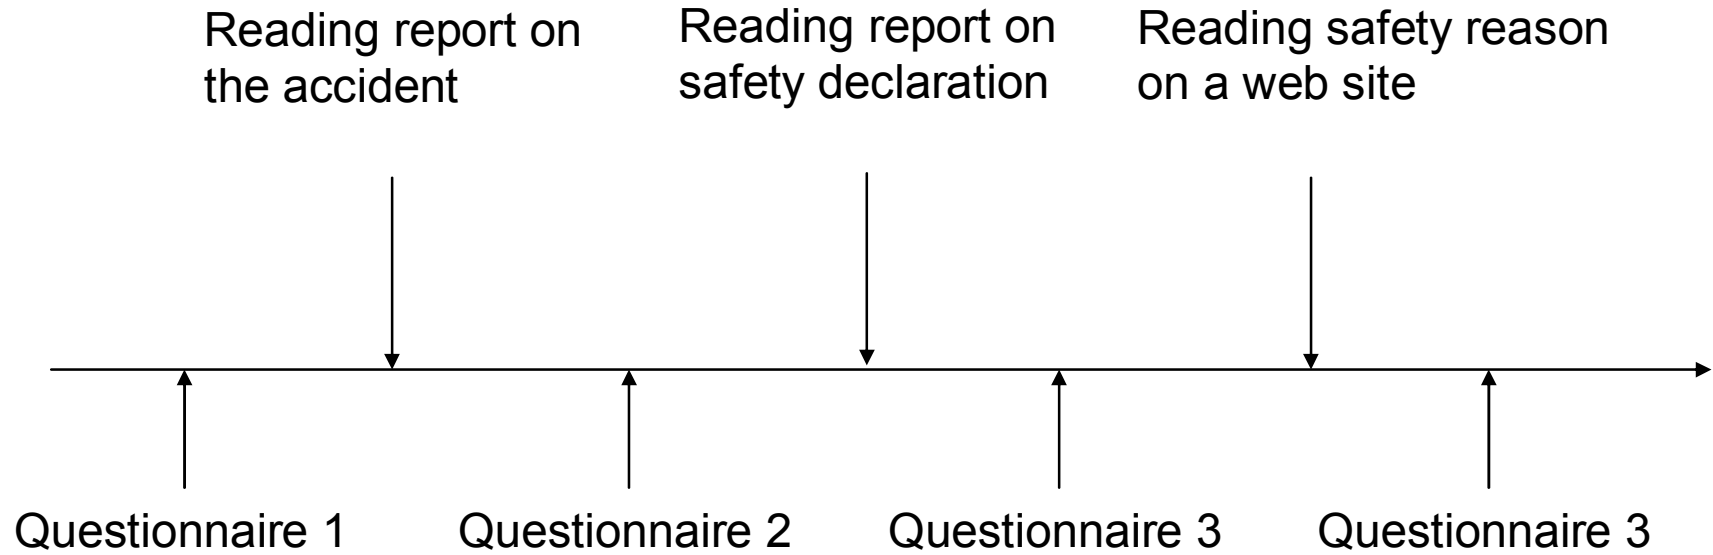 Reading report on
the accident
Reading report on
safety declaration
Reading safety reason
on a web site
Questionnaire 1
Questionnaire 2
Questionnaire 3
Questionnaire 3